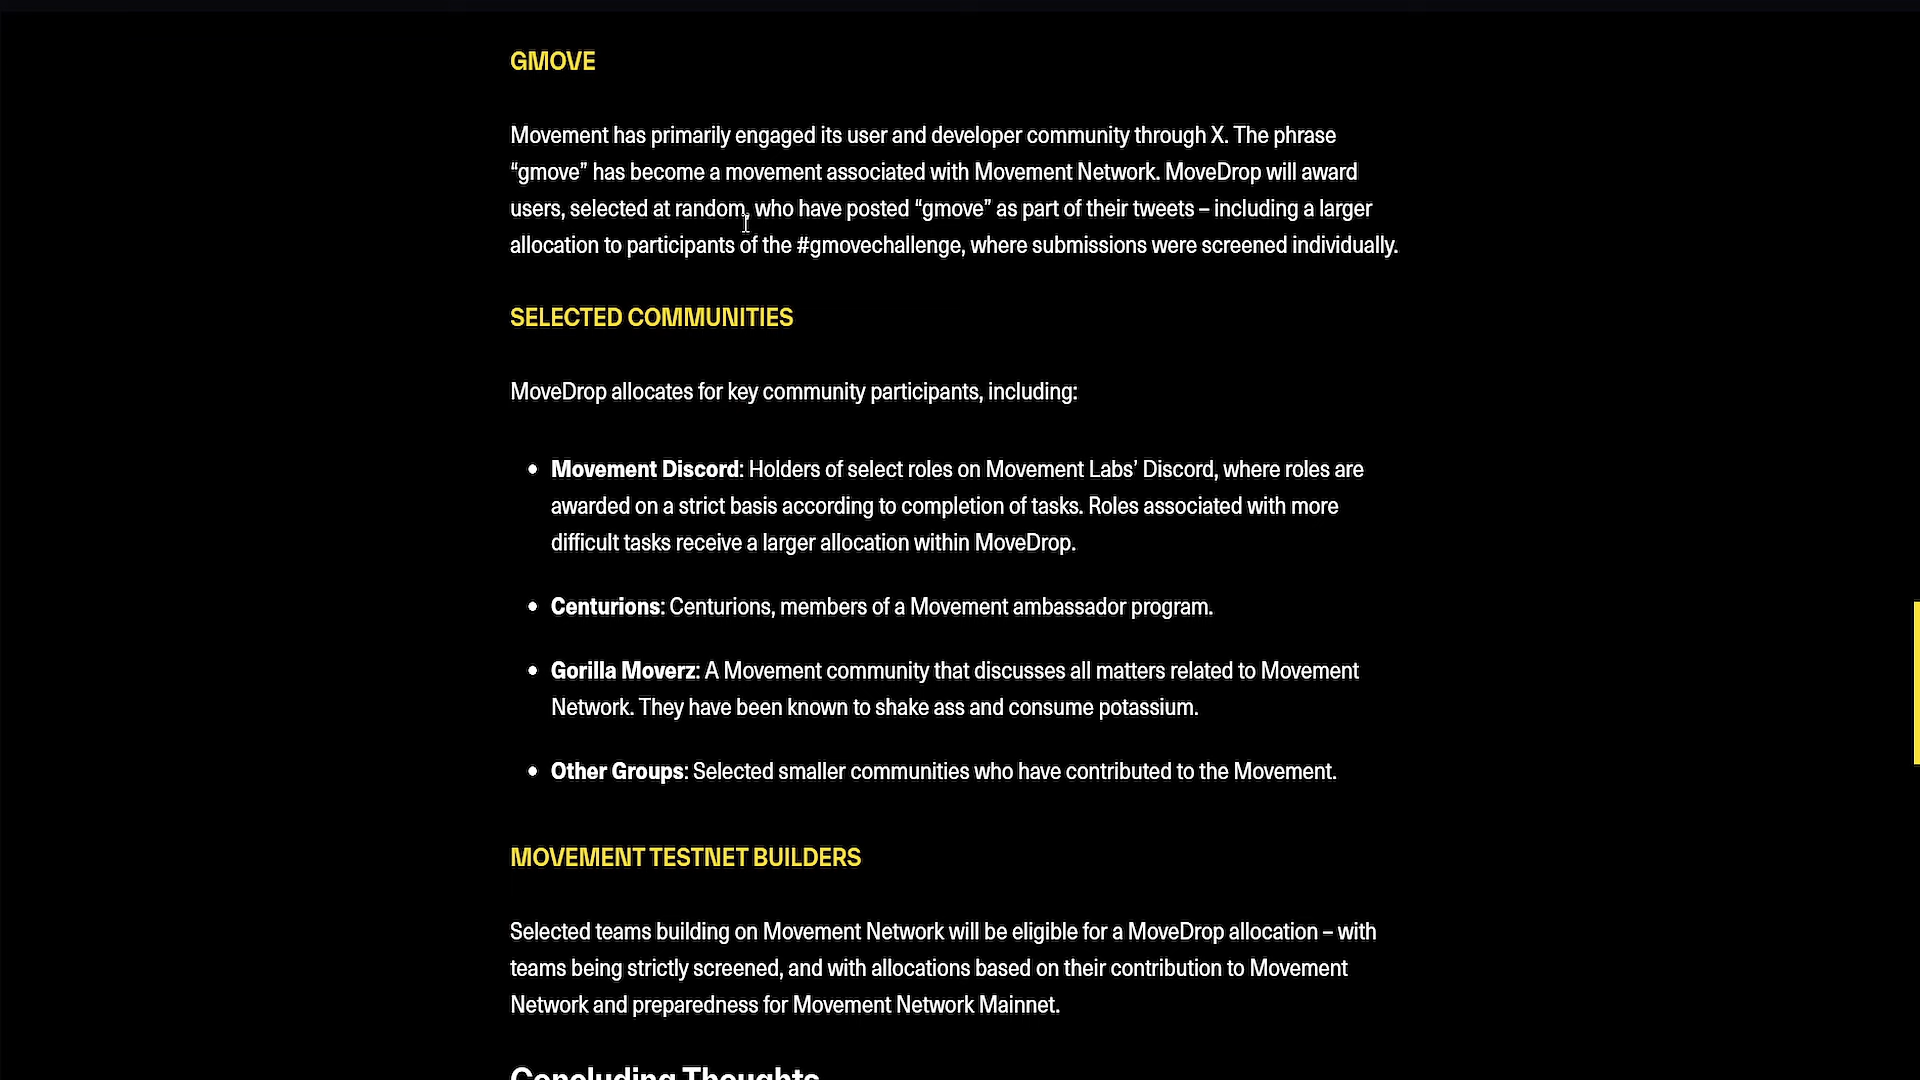 GMOVE
Movement has primarily engaged its user and developer community through X. The phrase
“gmove” has become a movement associated with Movement Network. MoveDrop will award
users, selected at random, who have posted “gmove” as part of their tweets – including a larger
allocation to participants of the #gmovechallenge, where submissions were screened individually.
SELECTED COMMUNITIES
MoveDrop allocates for key community participants, including:
• Movement Discord: Holders of select roles on Movement Labs’ Discord, where roles are
awarded on a strict basis according to completion of tasks. Roles associated with more
difficult tasks receive a larger allocation within MoveDrop.
• Centurions: Centurions, members of a Movement ambassador program.
• Gorilla Moverz: A Movement community that discusses all matters related to Movement
Network. They have been known to shake ass and consume potassium.
• Other Groups: Selected smaller communities who have contributed to the Movement.
MOVEMENT TESTNET BUILDERS
Selected teams building on Movement Network will be eligible for a MoveDrop allocation – with
teams being strictly screened, and with allocations based on their contribution to Movement
Network and preparedness for Movement Network Mainnet.
Concluding Thoughts